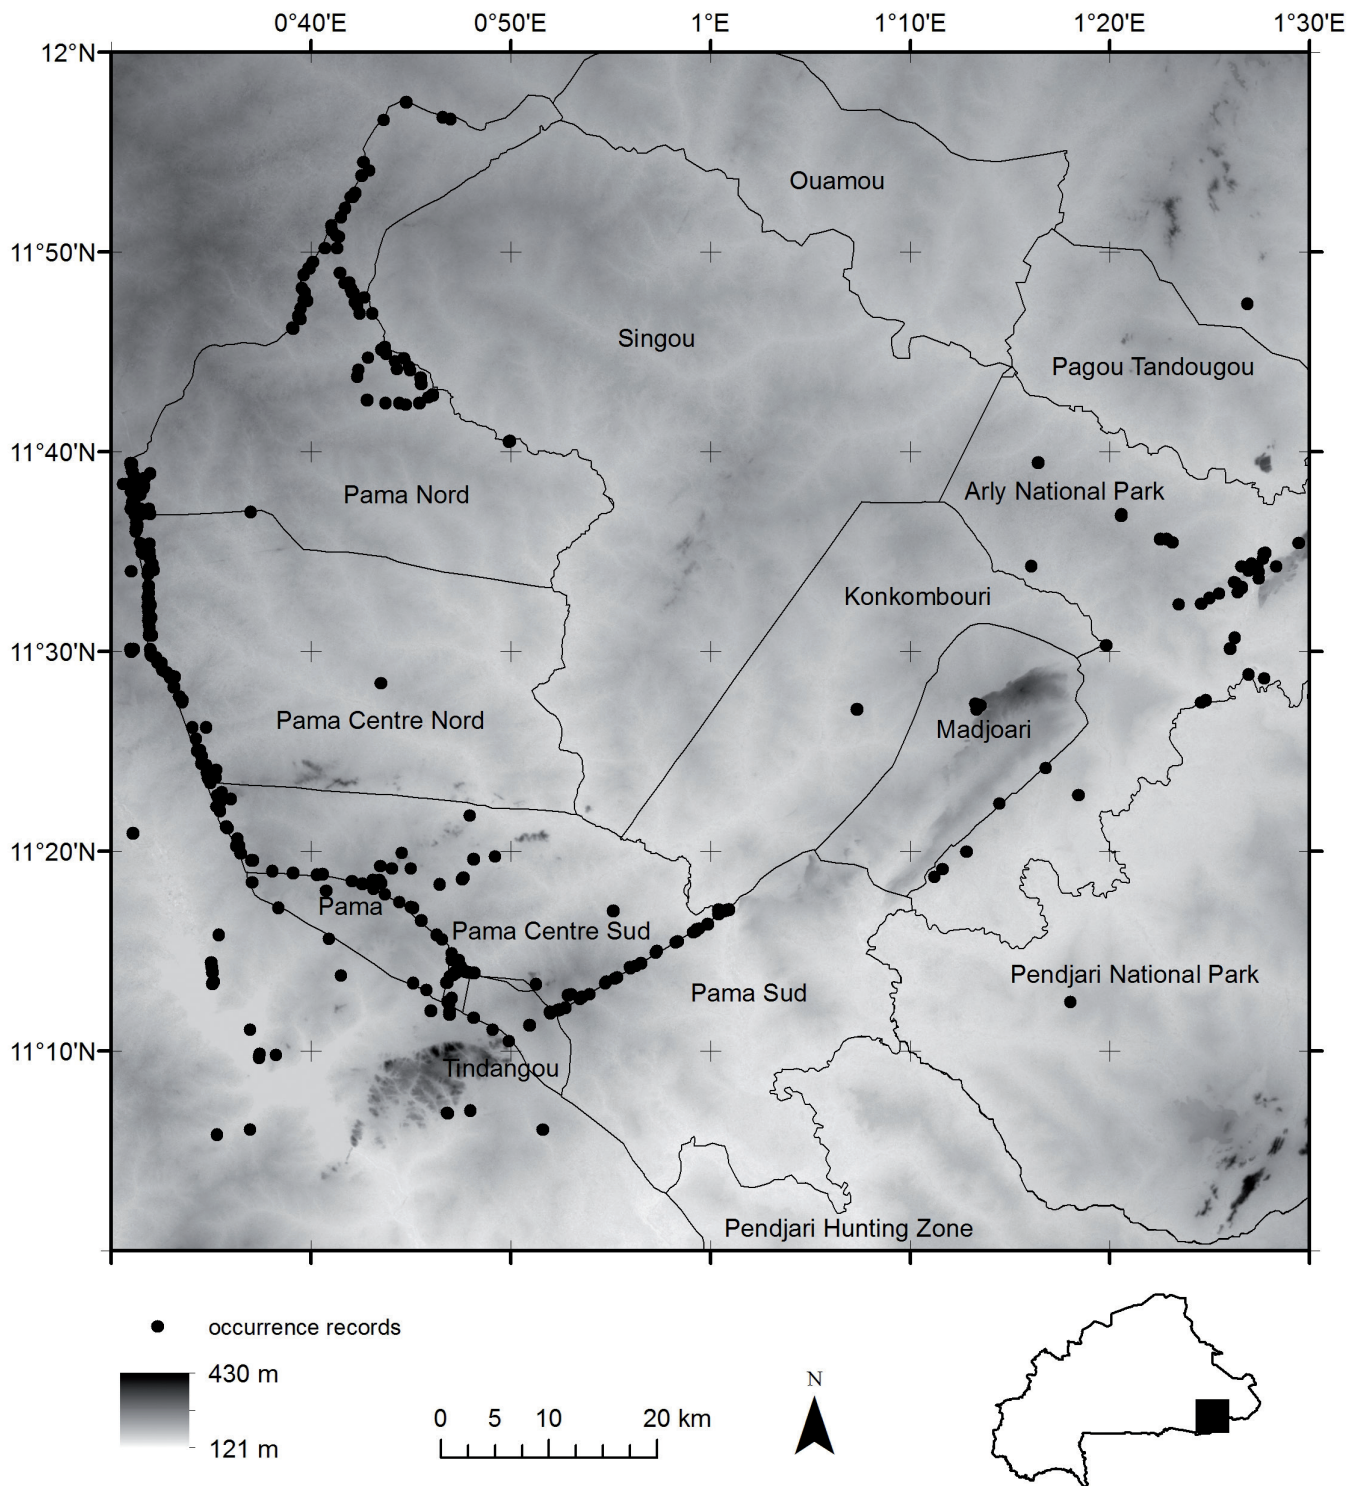 0°40'E 0°50'E 1°E 1°10'E 1°20'E 1°30'E
12°N
Ouamou
11°50'N
Singou
Pagou Tandougou
11°40'N
Pama Nord
Arly National Park
Konkombouri
11°30'N
Pama Centre Nord
Madjoari
11°20'N
Pama
Pama Centre Sud
Pendjari National Park
Pama Sud
11°10'N
Tindangou
Pendjari Hunting Zone
occurrence records
430 m
121 m
0 5 10 20 km
N